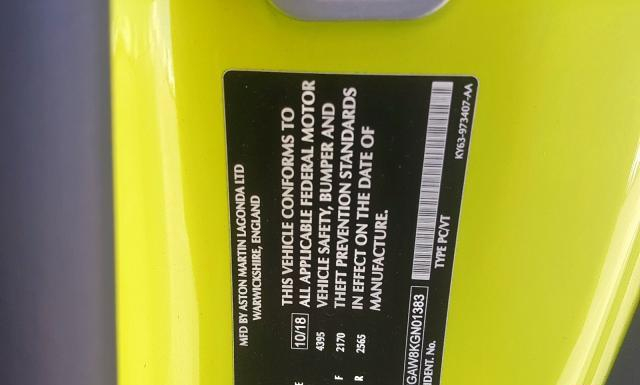 MFD BY ASTON MARTIN LAGONDA LTD
WARWICKSHIRE, ENGLAND
E 10/18
4395
F 2170
R 2565
THIS VEHICLE CONFORMS TO
ALL APPLICABLE FEDERAL MOTOR
VEHICLE SAFETY, BUMPER AND
THEFT PREVENTION STANDARDS
IN EFFECT ON THE DATE OF
MANUFACTURE.
GAW8KGN01383
IDENT. No.
TYPE PC/VT
KY63-973407-AA